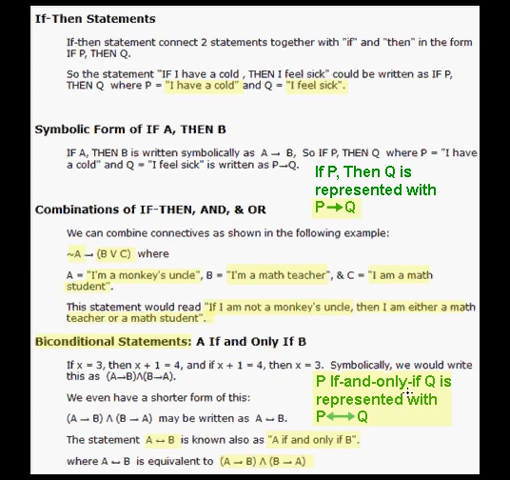 If-Then Statements
If-then statement connect 2 statements together with "if" and "then" in the form
IF P, THEN Q.
So the statement "IF I have a cold , THEN I feel sick" could be written as IF P,
THEN Q where P = "I have a cold" and Q = "I feel sick".
Symbolic Form of IF A, THEN B
IF A, THEN B is written symbolically as A → B, So IF P, THEN Q where P = "I have
a cold" and Q = "I feel sick" is written as P→Q.
If P, Then Q is
represented with
P→Q
Combinations of IF-THEN, AND, & OR
We can combine connectives as shown in the following example:
~A → (B V C) where
A = "I'm a monkey's uncle", B = "I'm a math teacher", & C = "I am a math
student".
This statement would read "If I am not a monkey's uncle, then I am either a math
teacher or a math student".
Biconditional Statements: A If and Only If B
If x = 3, then x + 1 = 4, and if x + 1 = 4, then x = 3. Symbolically, we would write
this as (A→B)Λ(B→A).
We even have a shorter form of this:
(A → B) Λ (B → A) may be written as A ↔ B.
P If-and-only-if Q is
represented with
P↔Q
The statement A ↔ B is known also as "A if and only if B".
where A ↔ B is equivalent to (A → B) Λ (B → A)